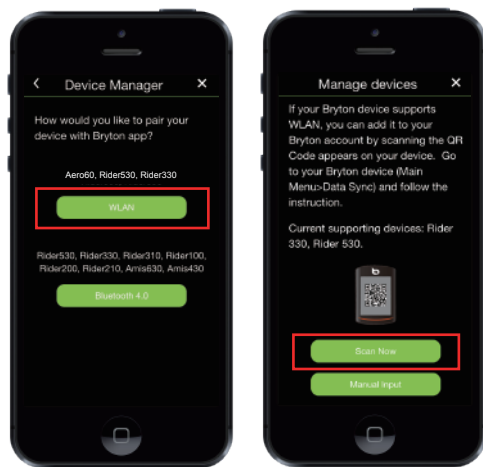 Device Manager
How would you like to pair your
device with Bryton app?
Aero60, Rider530, Rider330
WLAN
Rider530, Rider330, Rider310, Rider100,
Rider200, Rider210, Amis630, Amis430
Bluetooth 4.0
Manage devices
If your Bryton device supports
WLAN, you can add it to your
Bryton account by scanning the QR
Code appears on your device. Go
to your Bryton device (Main
Menu>Data Sync) and follow the
instruction.
Current supporting devices: Rider
330, Rider 530.
Scan Now
Manual Input